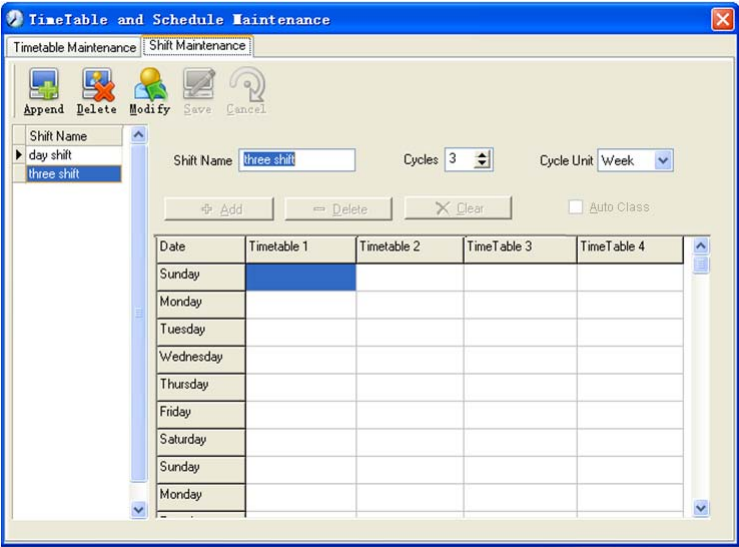 TimeTable and Schedule Maintenance
Timetable Maintenance Shift Maintenance
Append Delete Modify Save Cancel
Shift Name
day shift
three shift
Shift Name three shift Cycles 3 Cycle Unit Week
Add Delete Clear Auto Class
Date Timetable 1 Timetable 2 TimeTable 3 TimeTable 4
Sunday
Monday
Tuesday
Wednesday
Thursday
Friday
Saturday
Sunday
Monday